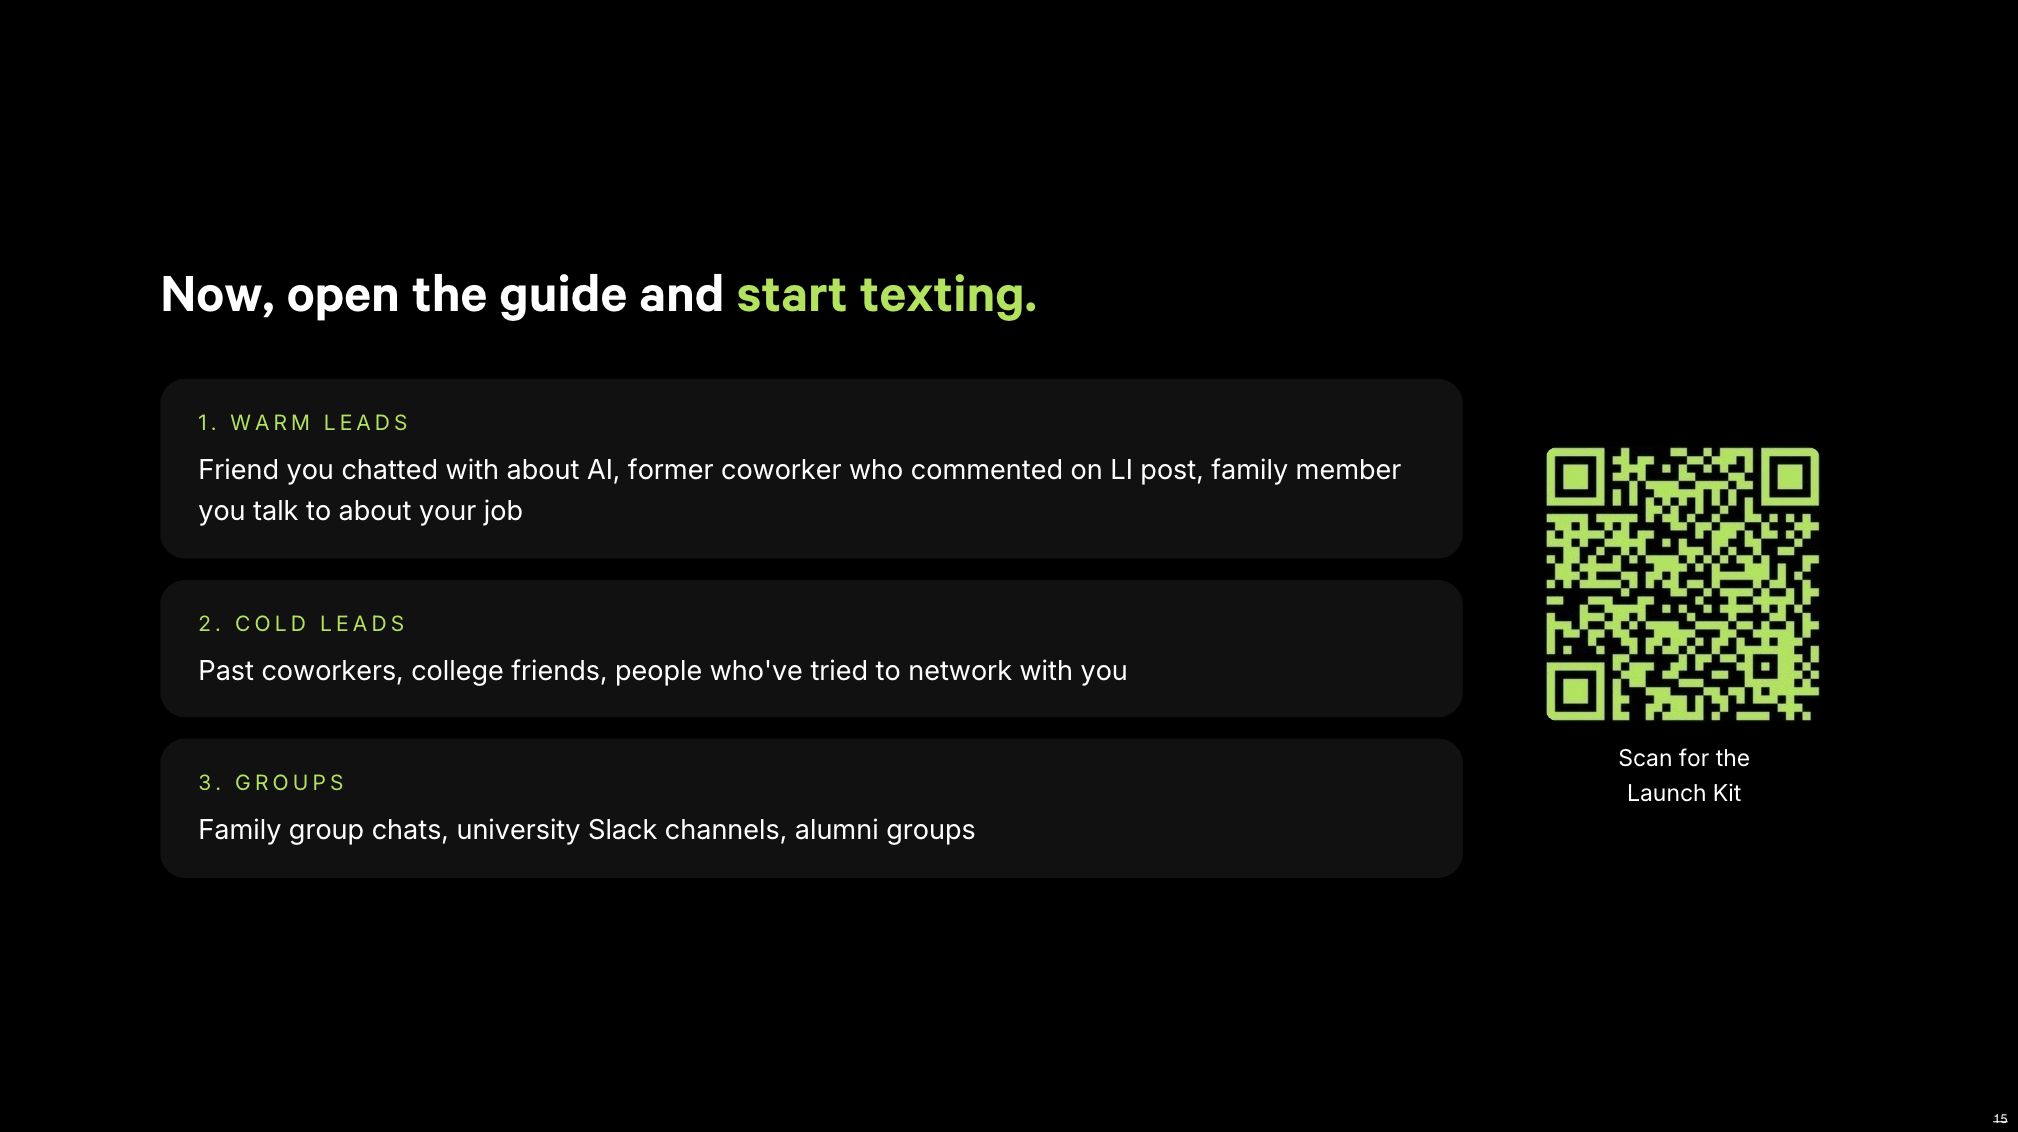 Now, open the guide and start texting.
1. WARM LEADS
Friend you chatted with about AI, former coworker who commented on LI post, family member
you talk to about your job
2. COLD LEADS
Past coworkers, college friends, people who've tried to network with you
3. GROUPS
Family group chats, university Slack channels, alumni groups
Scan for the
Launch Kit
15